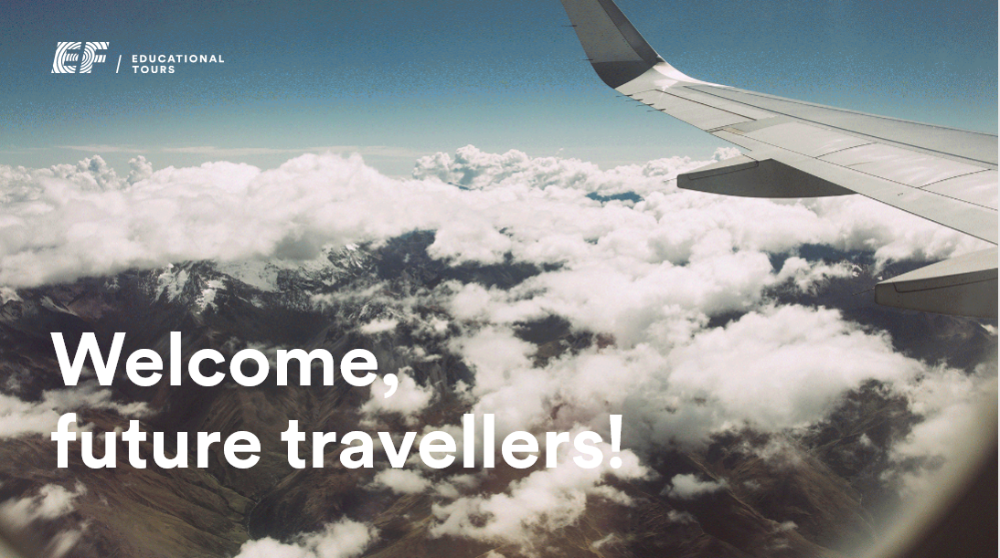 EF / EDUCATIONAL
TOURS
Welcome,
future travellers!